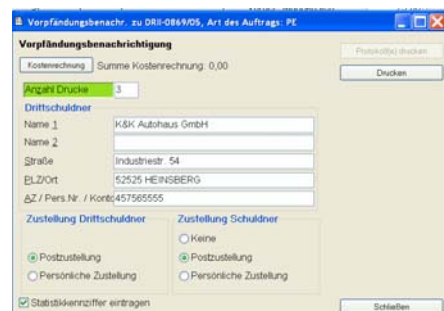 Vorpfändungsbenachr. zu DRII-0869/05, Art des Auftrags: PE
Vorpfändungsbenachrichtigung
Kostenrechnung Summe Kostenrechnung: 0,00
Protokoll(e) drucken
Drucken
Anzahl Drucke 3
Drittschuldner
Name 1 K&K Autohaus GmbH
Name 2
Straße Industriestr. 54
PLZ/Ort 52525 HEINSBERG
AZ / Pers.Nr. / Konto 457565555
Zustellung Drittschuldner
Postzustellung
Persönliche Zustellung
Zustellung Schuldner
Keine
Postzustellung
Persönliche Zustellung
Statistikkennziffer eintragen
Schließen